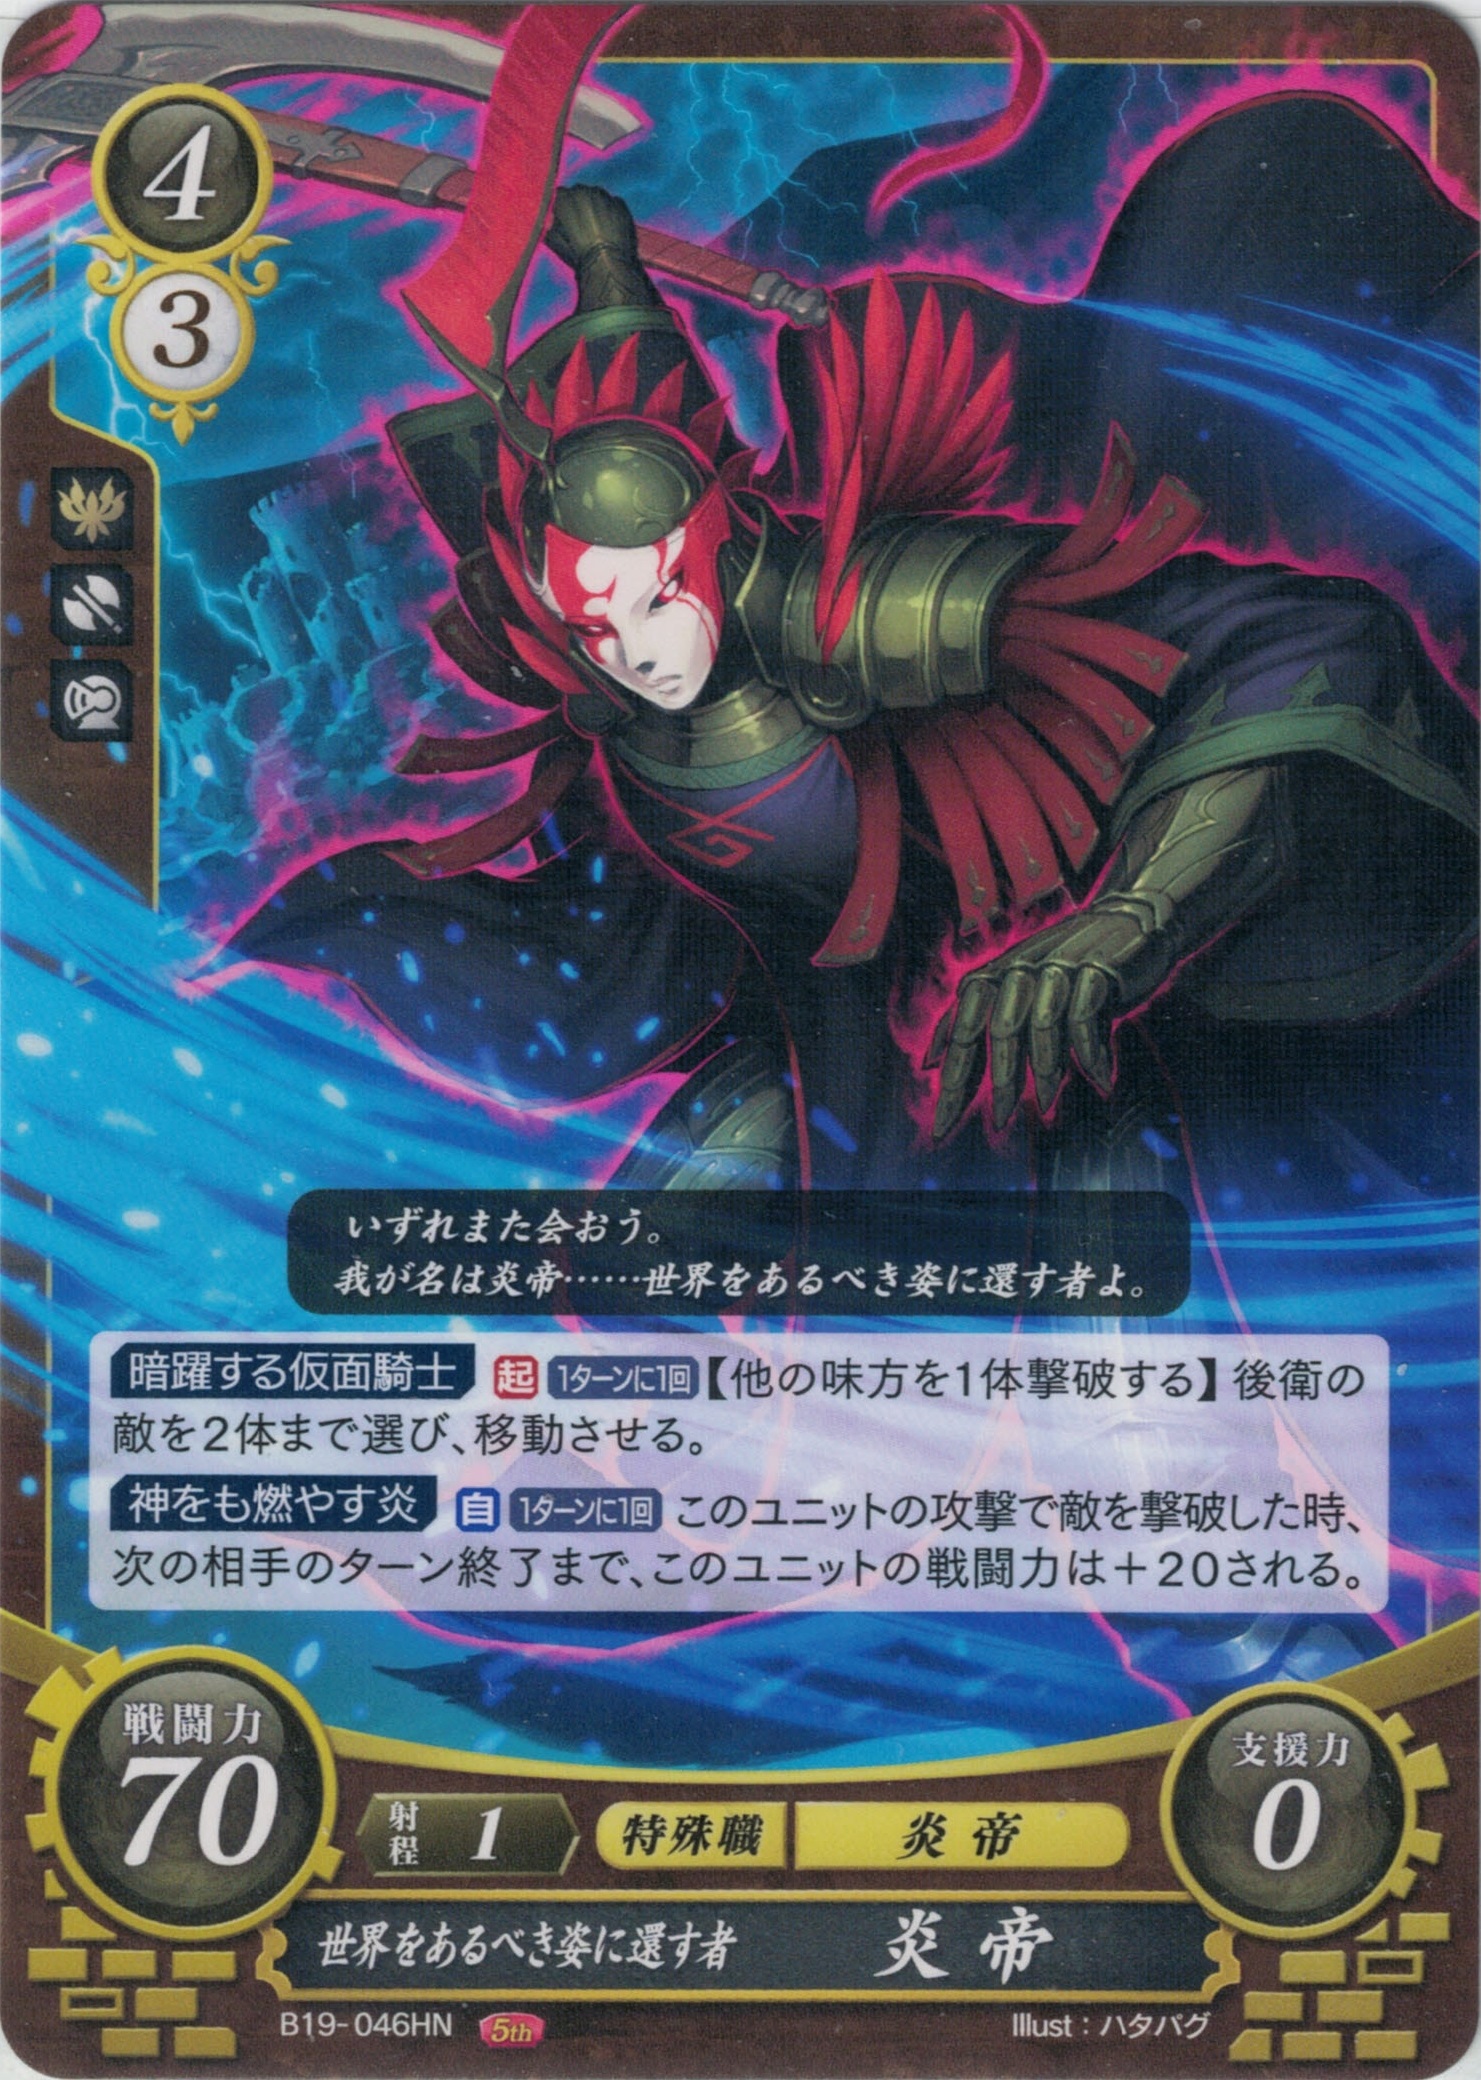 4
3
いずれまた会おう。
我が名は炎帝……世界をあるべき姿に還す者よ。
暗躍する仮面騎士 起 1ターンに1回 【他の味方を1体撃破する】 後衛の
敵を2体まで選び、移動させる。
神をも燃やす炎 自 1ターンに1回 このユニットの攻撃で敵を撃破した時、
次の相手のターン終了まで、このユニットの戦闘力は＋20される。
戦闘力
70
射程 1 特殊職 炎帝
支援力
0
世界をあるべき姿に還す者 炎帝
B19-046HN 5th Illust：ハタパグ